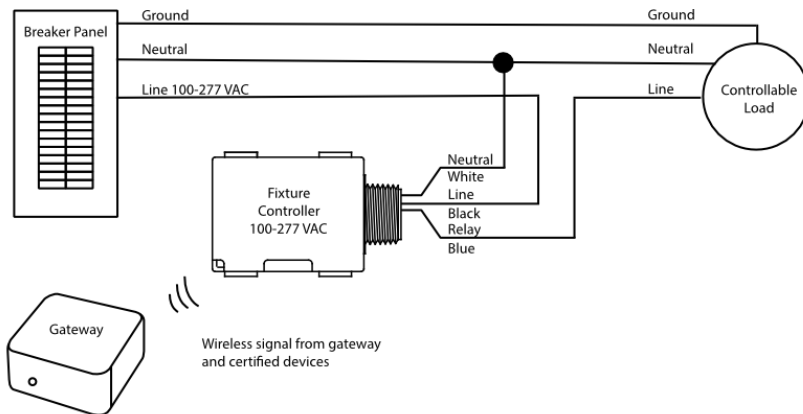 Ground
Ground
Breaker Panel
Neutral
Neutral
Line 100-277 VAC
Line
Controllable
Load
Neutral
White
Line
Black
Relay
Blue
Fixture
Controller
100-277 VAC
Gateway
Wireless signal from gateway
and certified devices